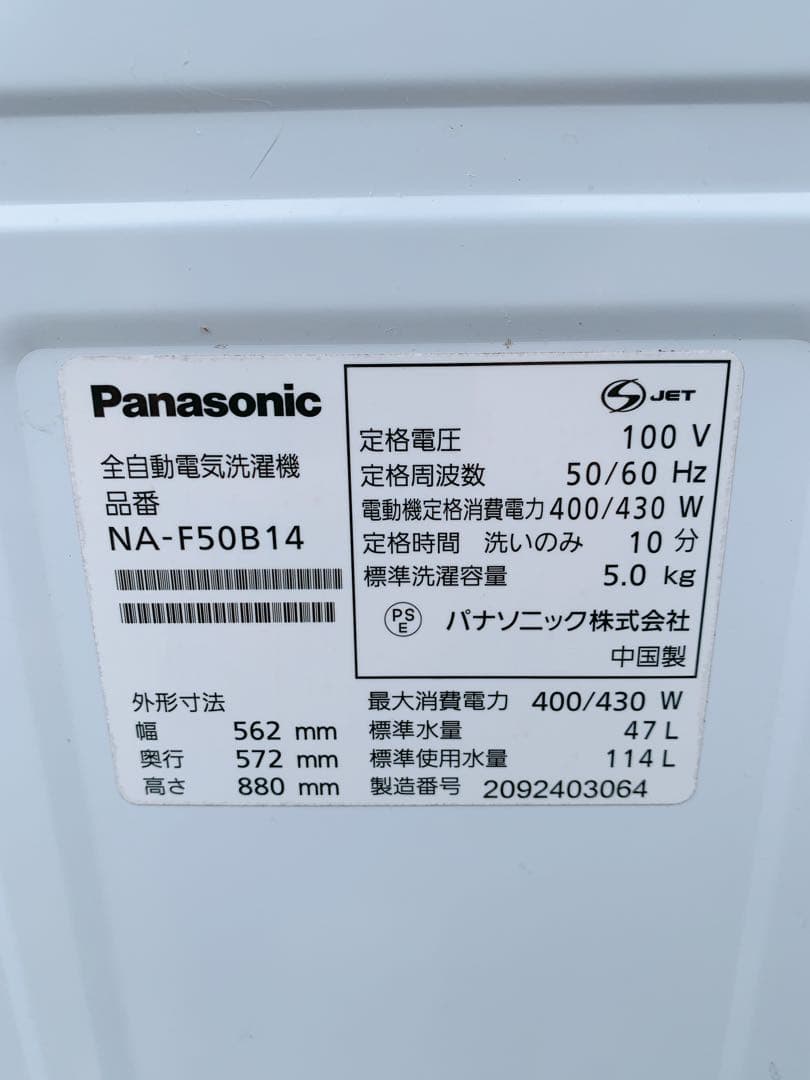 Panasonic
全自動電気洗濯機
品番
NA-F50B14
S JET
定格電圧 100 V
定格周波数 50/60 Hz
電動機定格消費電力 400/430 W
定格時間 洗いのみ 10 分
標準洗濯容量 5.0 kg
PS E パナソニック株式会社
中国製
外形寸法
幅 562 mm
奥行 572 mm
高さ 880 mm
最大消費電力 400/430 W
標準水量 47 L
標準使用水量 114 L
製造番号 2092403064